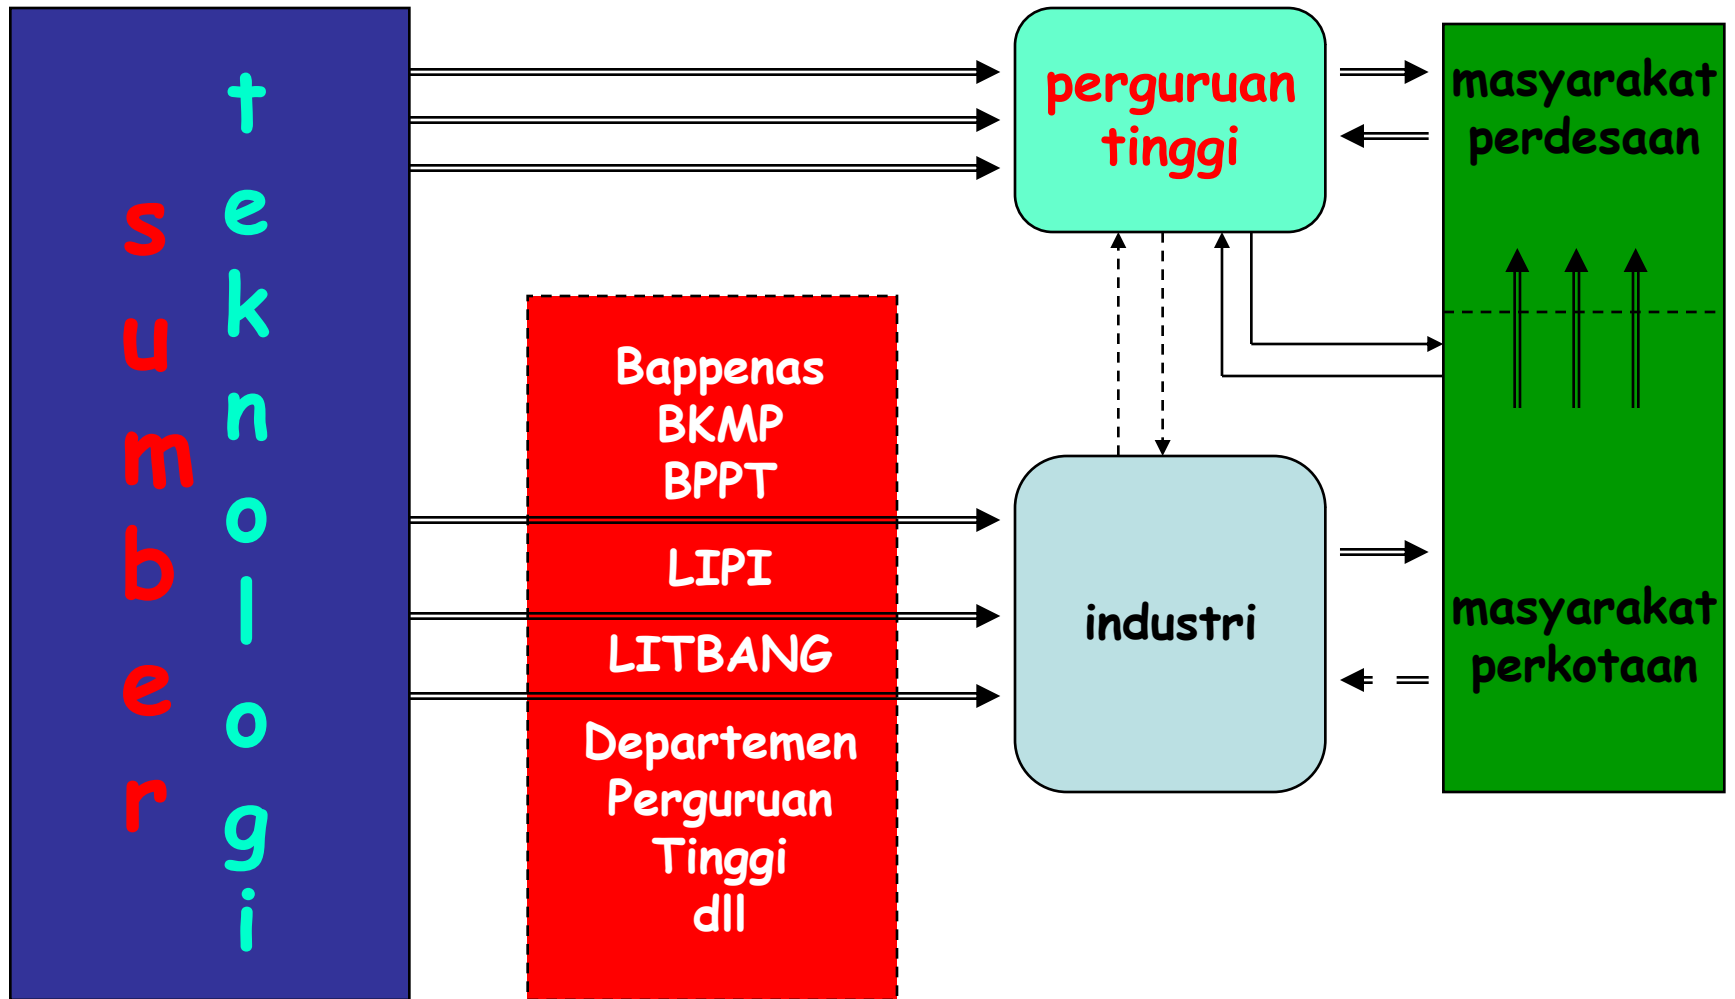 sumber
teknologi
Bappenas
BKMP
BPPT
LIPI
LITBANG
Departemen
Perguruan
Tinggi
dll
perguruan
tinggi
industri
masyarakat
perdesaan
masyarakat
perkotaan